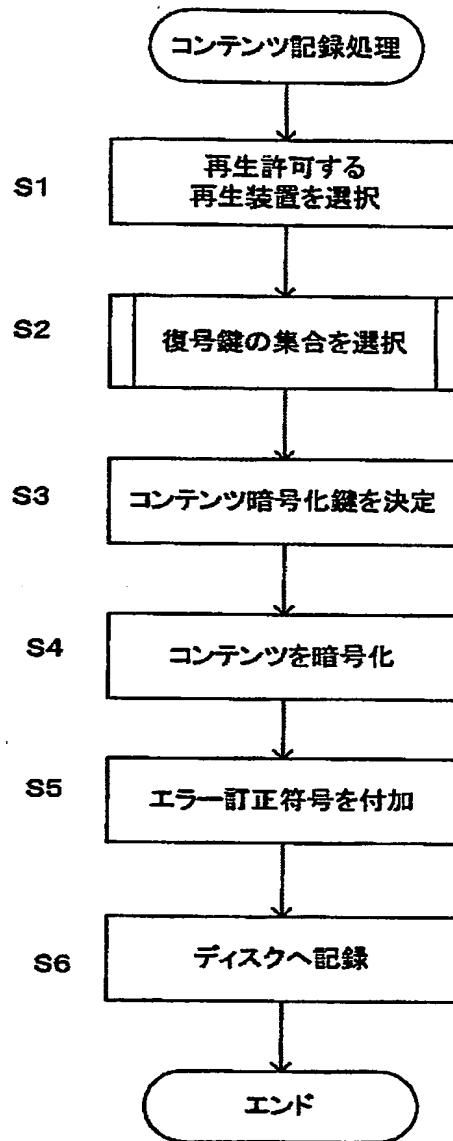 コンテンツ記録処理
S1
再生許可する
再生装置を選択
S2
復号鍵の集合を選択
S3
コンテンツ暗号化鍵を決定
S4
コンテンツを暗号化
S5
エラー訂正符号を付加
S6
ディスクへ記録
エンド